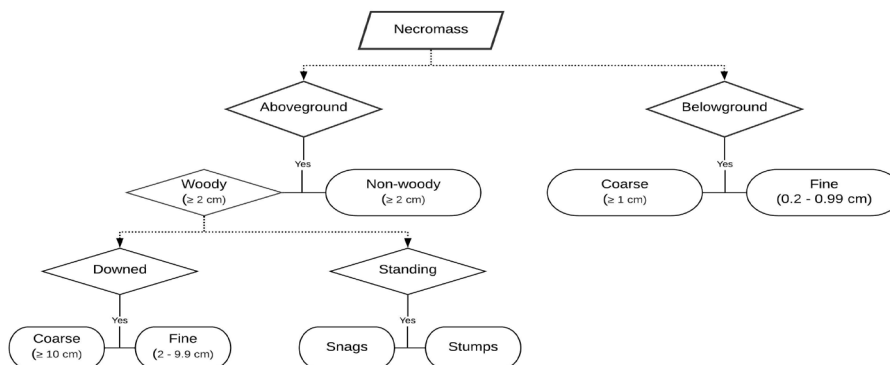 Necromass
Aboveground
Belowground
Yes
Yes
Woody
(≥ 2 cm)
Non-woody
(≥ 2 cm)
Coarse
(≥ 1 cm)
Fine
(0.2 - 0.99 cm)
Downed
Standing
Yes
Yes
Coarse
(≥ 10 cm)
Fine
(2 - 9.9 cm)
Snags
Stumps